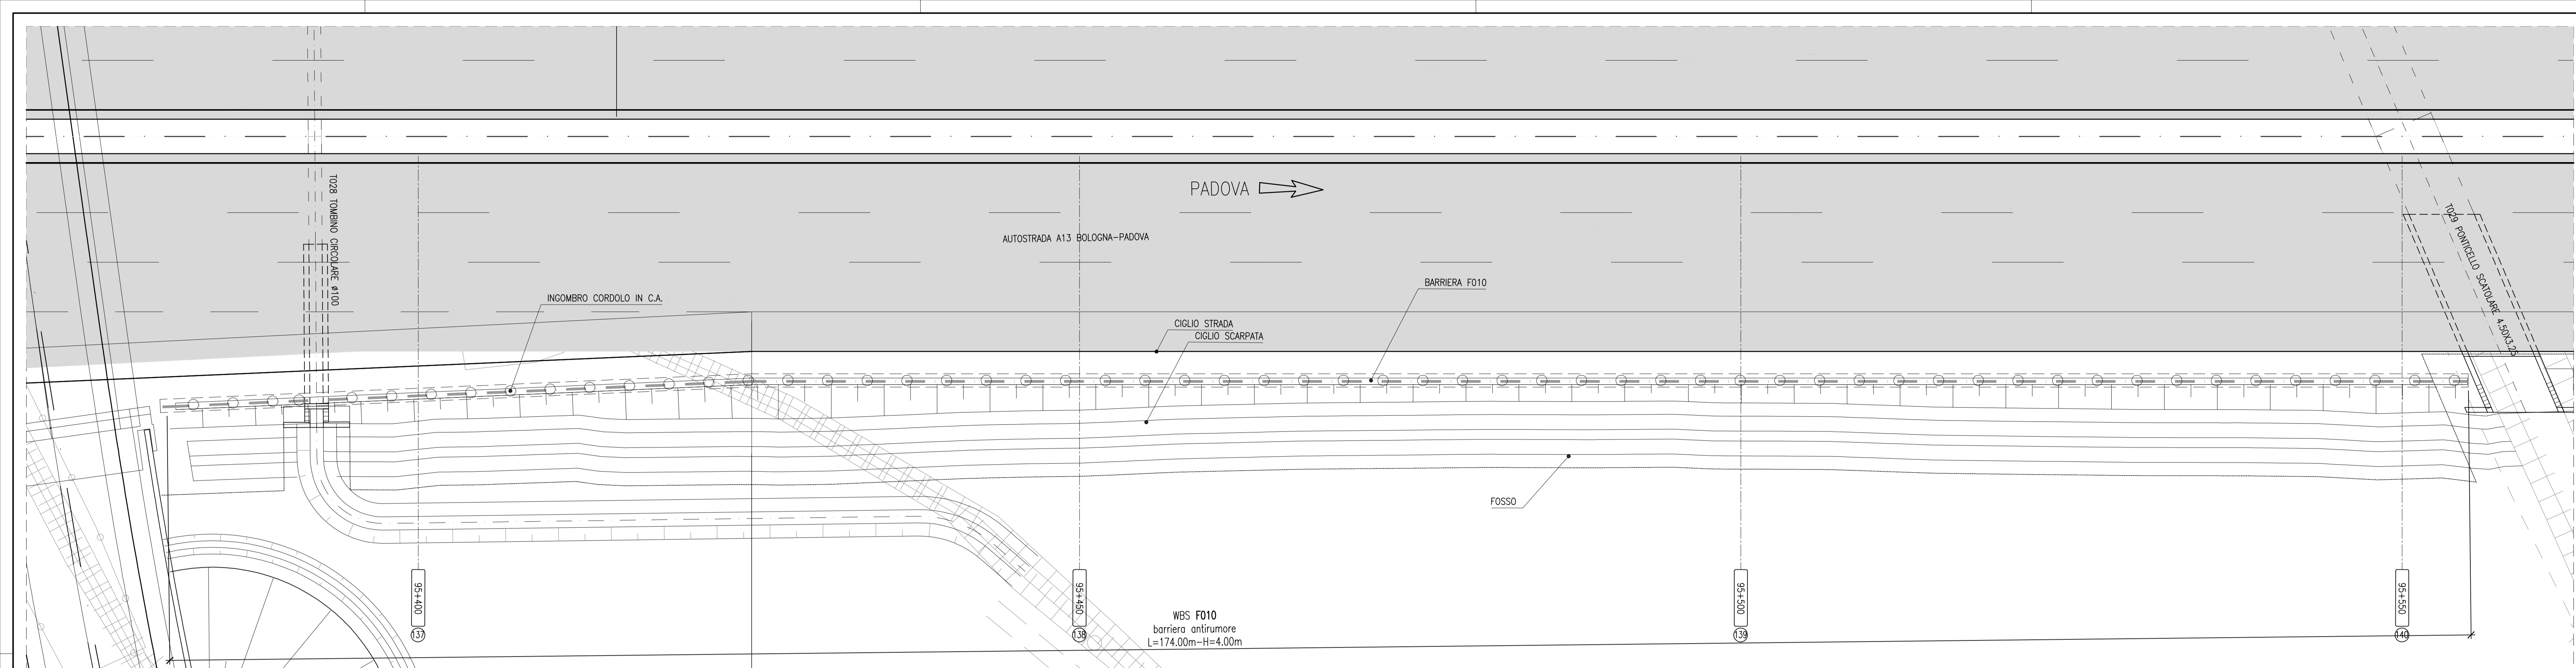 PADOVA
T028 TOMBINO CIRCOLARE ø100
T029 PONTICELLO SCATOLARE 4.50X3.25
AUTOSTRADA A13 BOLOGNA-PADOVA
BARRIERA FO10
INGOMBRO CORDOLO IN C.A.
CIGLIO STRADA
CIGLIO SCARPATA
FOSSO
95+400
137
95+450
138
95+500
139
95+550
140
WBS FO10
barriera antirumore
L=174.00m-H=4.00m